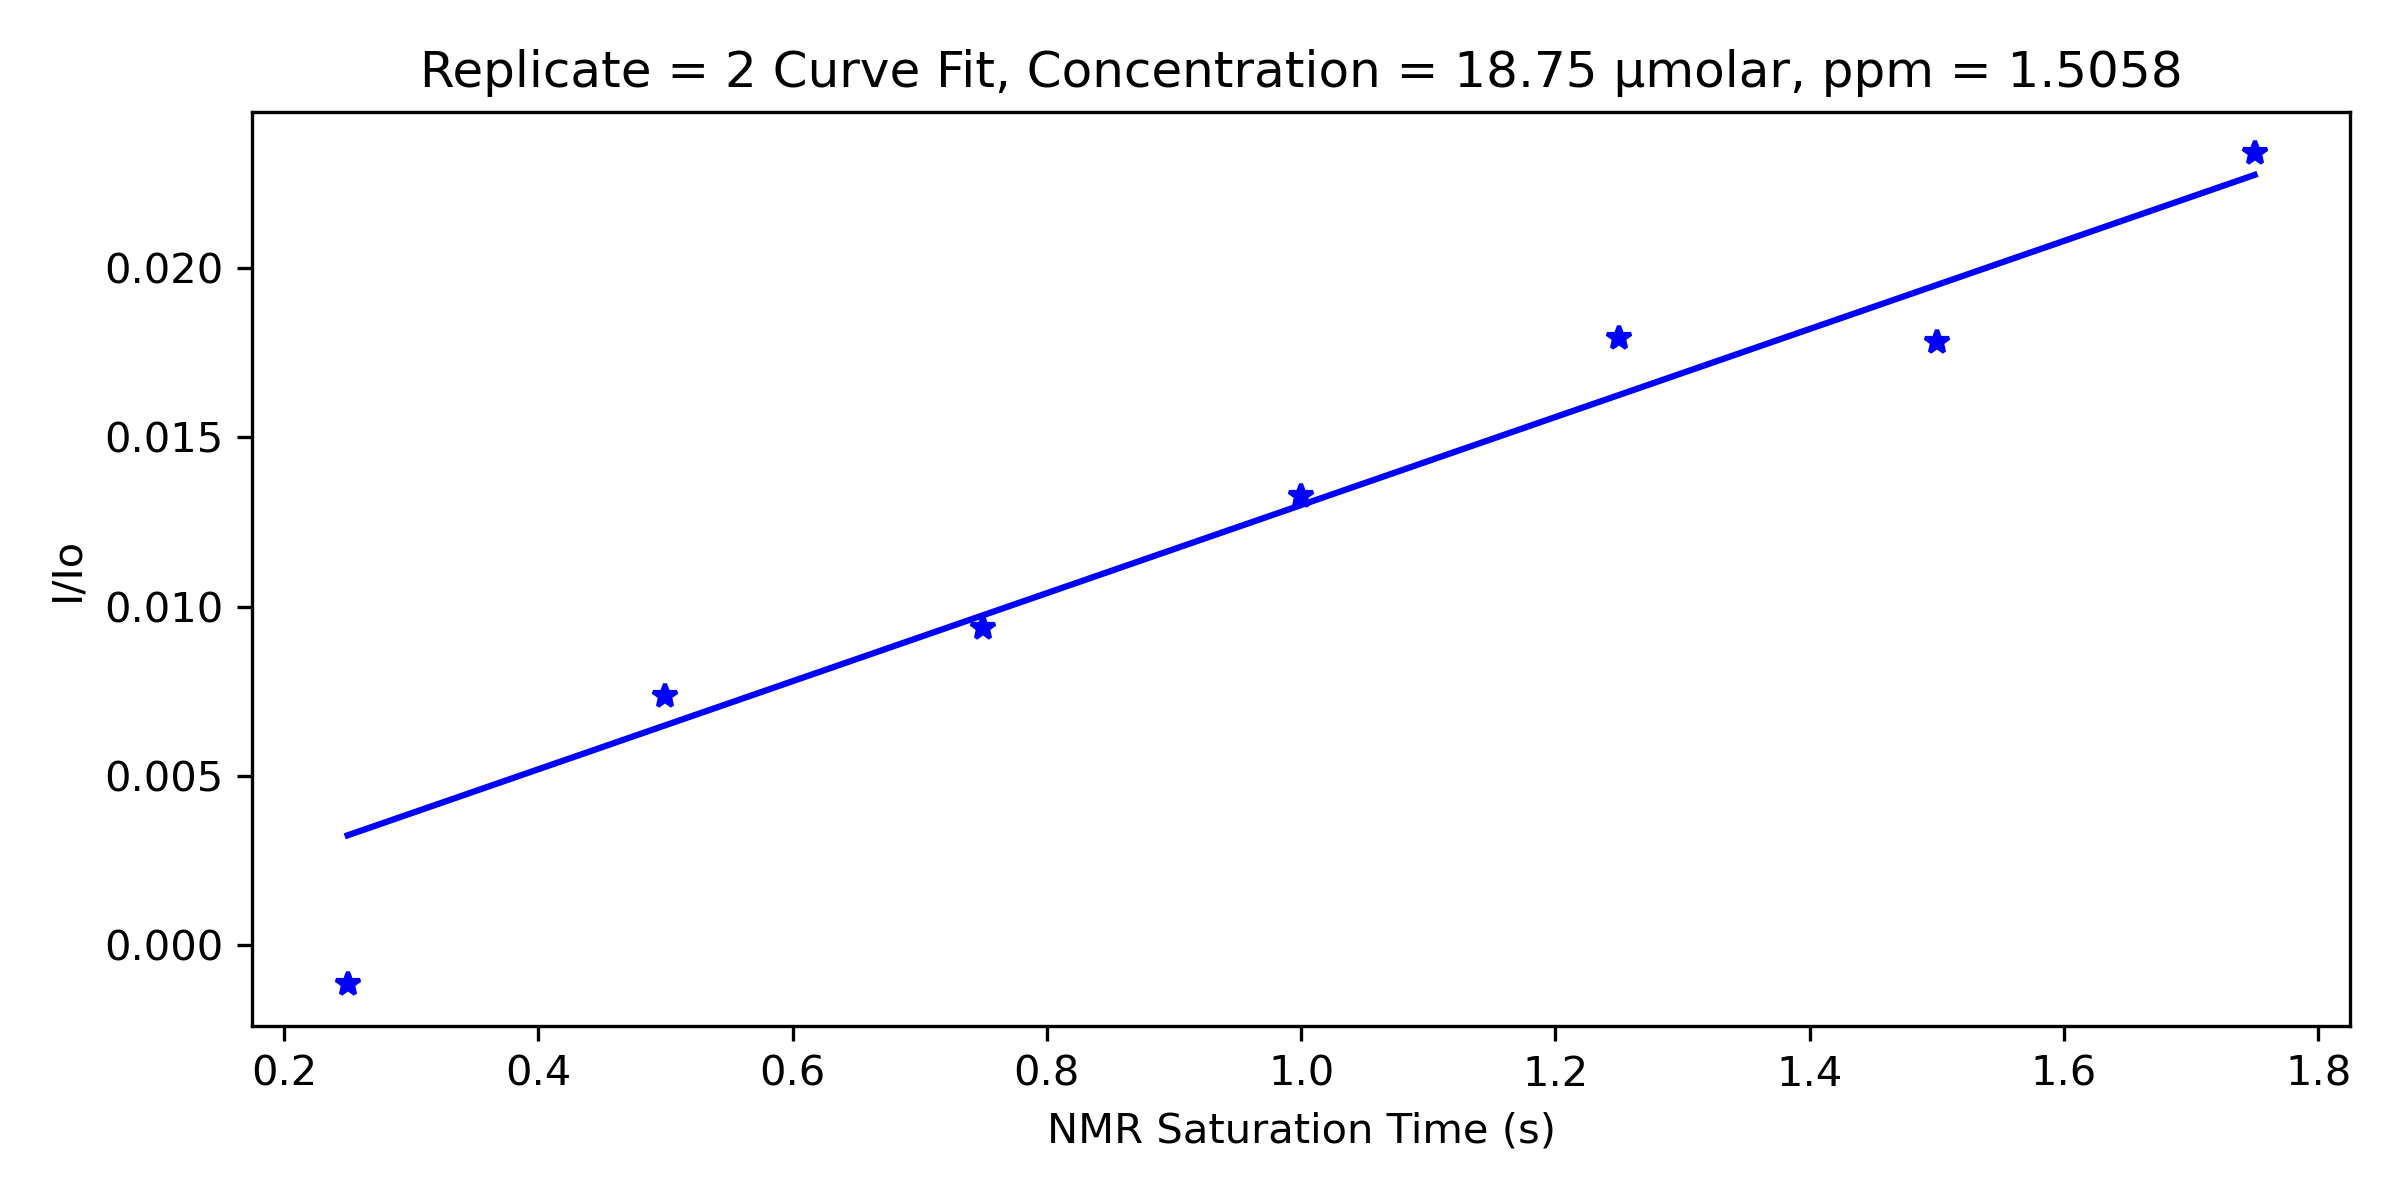 Replicate = 2 Curve Fit, Concentration = 18.75 µmolar, ppm = 1.5058
0.020
0.015
0.010
0.005
0.000
I/Io
0.2 0.4 0.6 0.8 1.0 1.2 1.4 1.6 1.8
NMR Saturation Time (s)